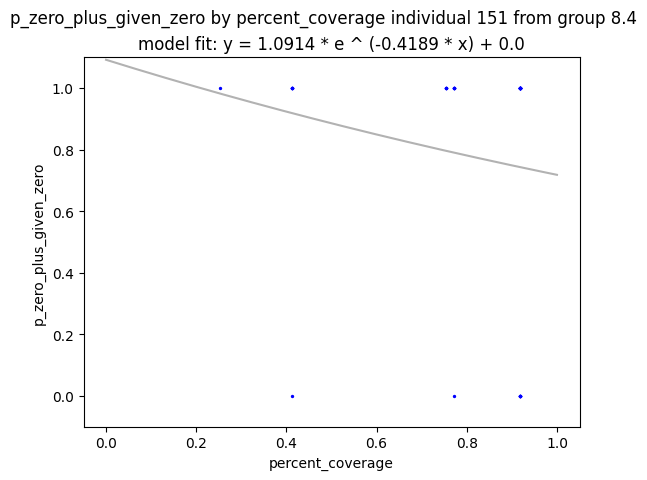 p_zero_plus_given_zero by percent_coverage individual 151 from group 8.4
model fit: y = 1.0914 * e ^ (-0.4189 * x) + 0.0
1.0
0.8
0.6
0.4
0.2
0.0
p_zero_plus_given_zero
0.0 0.2 0.4 0.6 0.8 1.0
percent_coverage